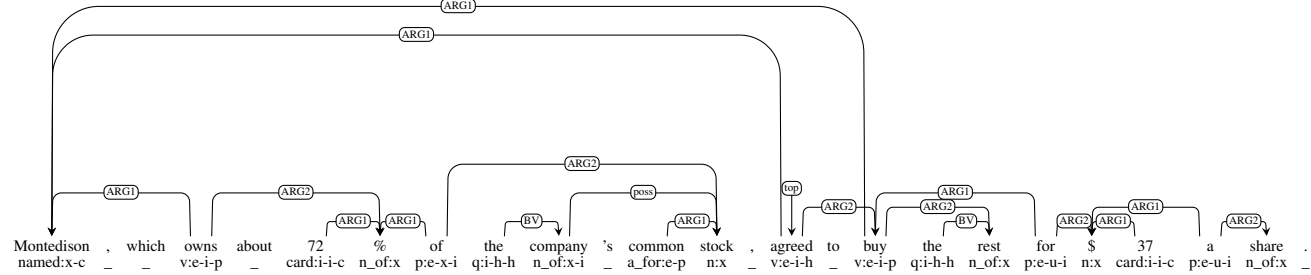 ARG1
ARG1
ARG2
top
ARG1 ARG2 poss ARG1 ARG1
ARG2 ARG2 ARG1
ARG1 ARG1 BV ARG1 BV ARG2 ARG1 ARG2
Montedison , which owns about 72 % of the company 's common stock , agreed to buy the rest for $ 37 a share .
named:x-c _ _ v:e-i-p _ card:i-i-c n_of:x p:e-x-i q:i-h-h n_of:x-i _ a_for:e-p n:x _ v:e-i-h _ v:e-i-p q:i-h-h n_of:x p:e-u-i n:x card:i-i-c p:e-u-i n_of:x _